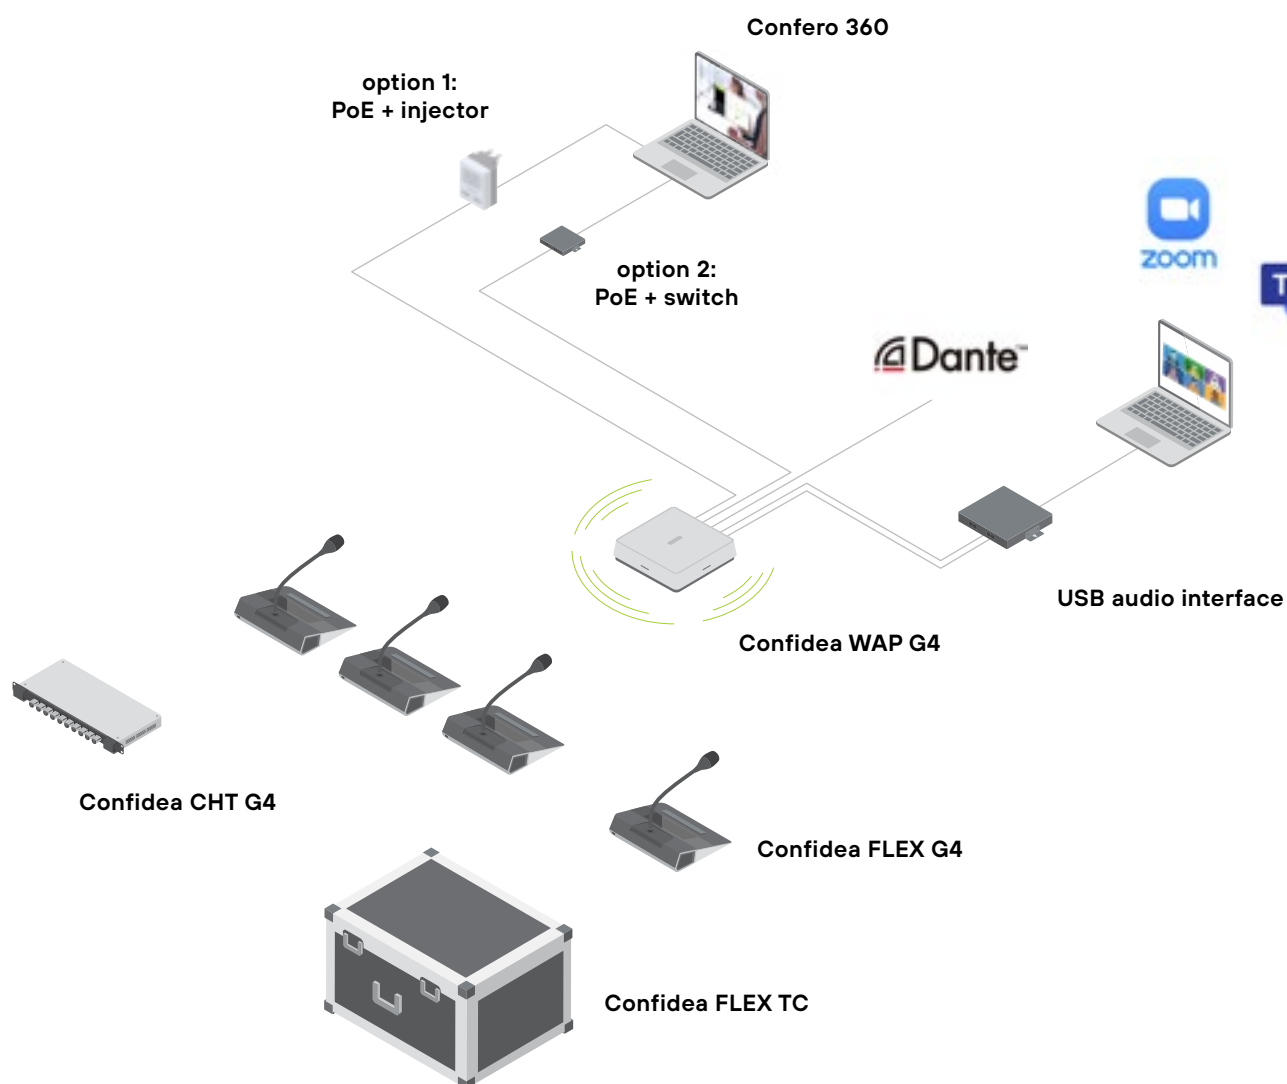 Confero 360
option 1:
PoE + injector
option 2:
PoE + switch
zoom
T
Dante™
USB audio interface
Confidea WAP G4
Confidea CHT G4
Confidea FLEX G4
Confidea FLEX TC